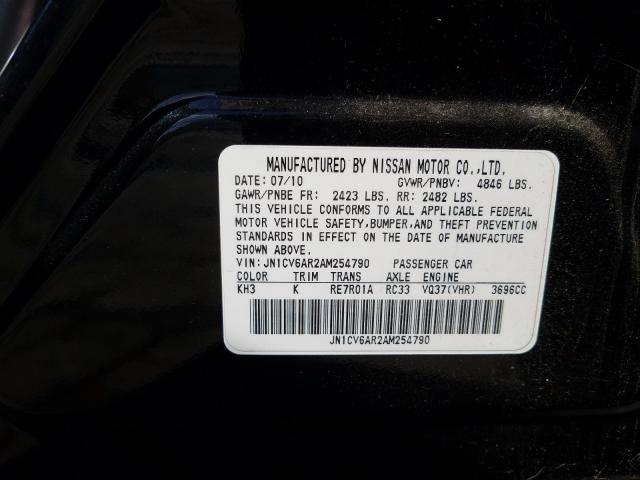 MANUFACTURED BY NISSAN MOTOR CO.,LTD.
DATE: 07/10 GVWR/PNBV: 4846 LBS.
GAWR/PNBE FR: 2423 LBS. RR: 2482 LBS.
THIS VEHICLE CONFORMS TO ALL APPLICABLE FEDERAL
MOTOR VEHICLE SAFETY,BUMPER,AND THEFT PREVENTION
STANDARDS IN EFFECT ON THE DATE OF MANUFACTURE
SHOWN ABOVE.
VIN: JN1CV6AR2AM254790 PASSENGER CAR
COLOR TRIM TRANS AXLE ENGINE
KH3 K RE7R01A RC33 VQ37(VHR) 3696CC
JN1CV6AR2AM254790